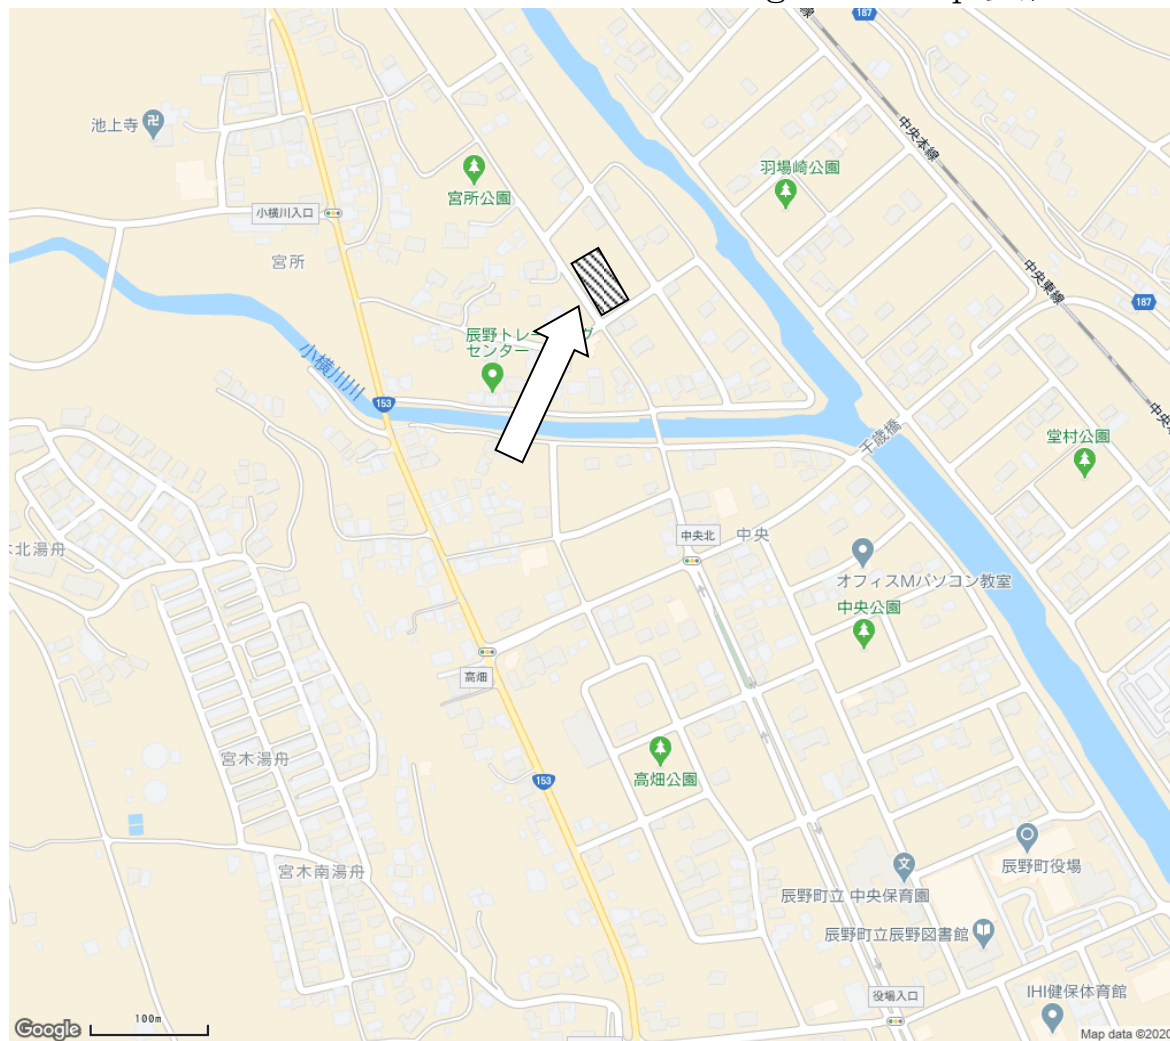 187
中央本線
池上寺
羽場崎公園
宮所公園
小横川入口
宮所
中央東線
187
辰野トレーニング
センター
小横川川
153
千歳橋
堂村公園
中央北
中央
北湯舟
オフィスMパソコン教室
中央公園
高畑
宮木湯舟
高畑公園
153
宮木南湯舟
辰野町役場
辰野町立 中央保育園
辰野町立辰野図書館
役場入口
IHI健保体育館
Google
100m
Map data ©2020